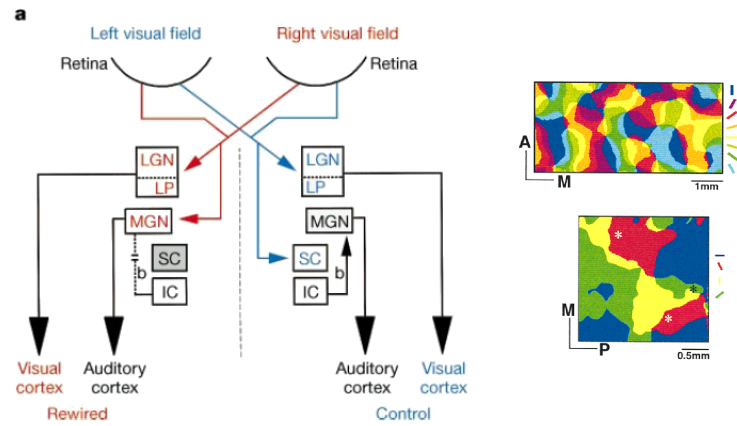 a
Left visual field
Right visual field
Retina
Retina
LGN
LP
LGN
LP
MGN
MGN
SC
SC
b
b
IC
IC
A
M
1mm
*
*
*
M
P
0.5mm
Visual
cortex
Auditory
cortex
Auditory
cortex
Visual
cortex
Rewired
Control